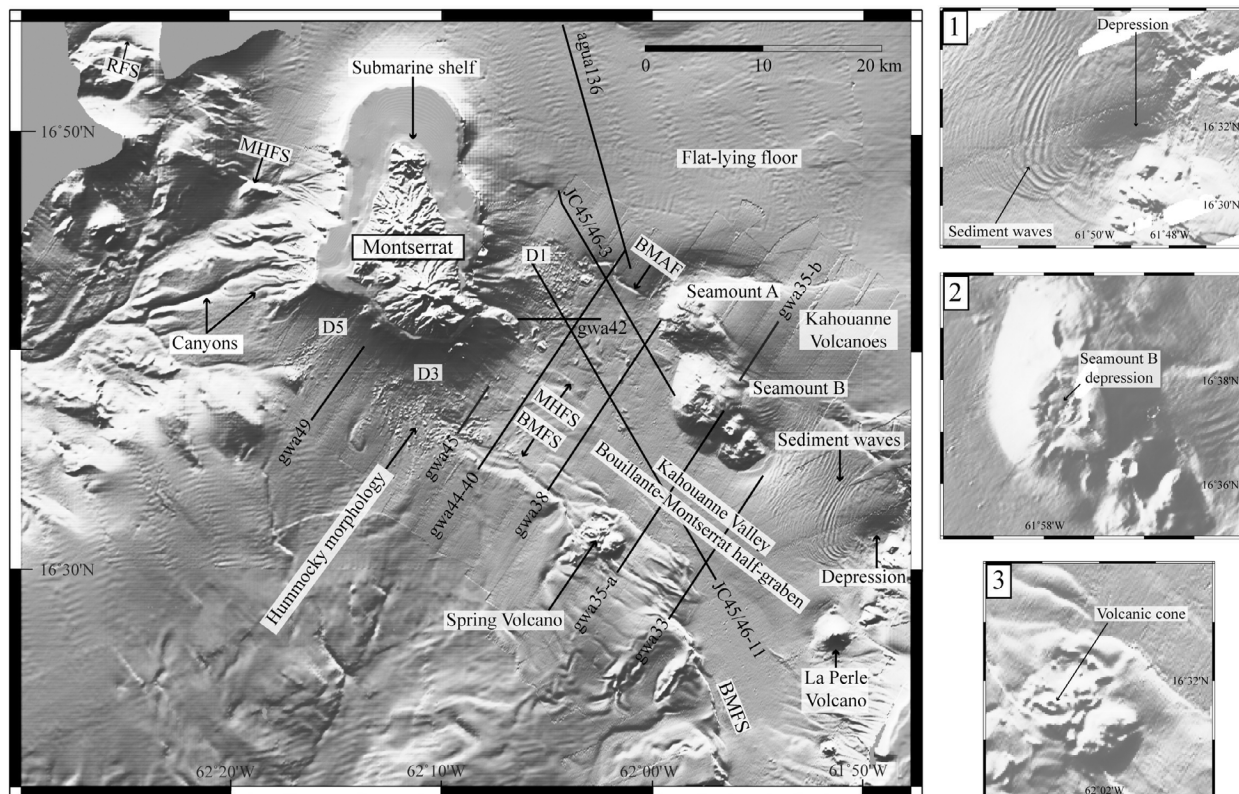 agua136
0
10
20 km
RFS
Submarine shelf
16°50'N
MHFS
Flat-lying floor
JC45/46-3
Montserrat
D1
BMAF
Seamount A
gwa35-b
Kahouanne
Volcanoes
Canyons
D5
gwa42
D3
Seamount B
MHFS
BMFS
Sediment waves
gwa49
gwa45
gwa44-40
gwa38
Kahouanne Valley
Bouillante-Montserrat half-graben
Hummocky morphology
16°30'N
Depression
Spring Volcano
gwa35-a
gwa33
JC45/46-11
La Perle
Volcano
BMFS
62°20'W
62°10'W
62°00'W
61°50'W
1
Depression
16°32'N
16°30'N
Sediment waves
61°50'W
61°48'W
2
Seamount B
depression
16°38'N
16°36'N
61°58'W
3
Volcanic cone
16°32'N
62°02'W